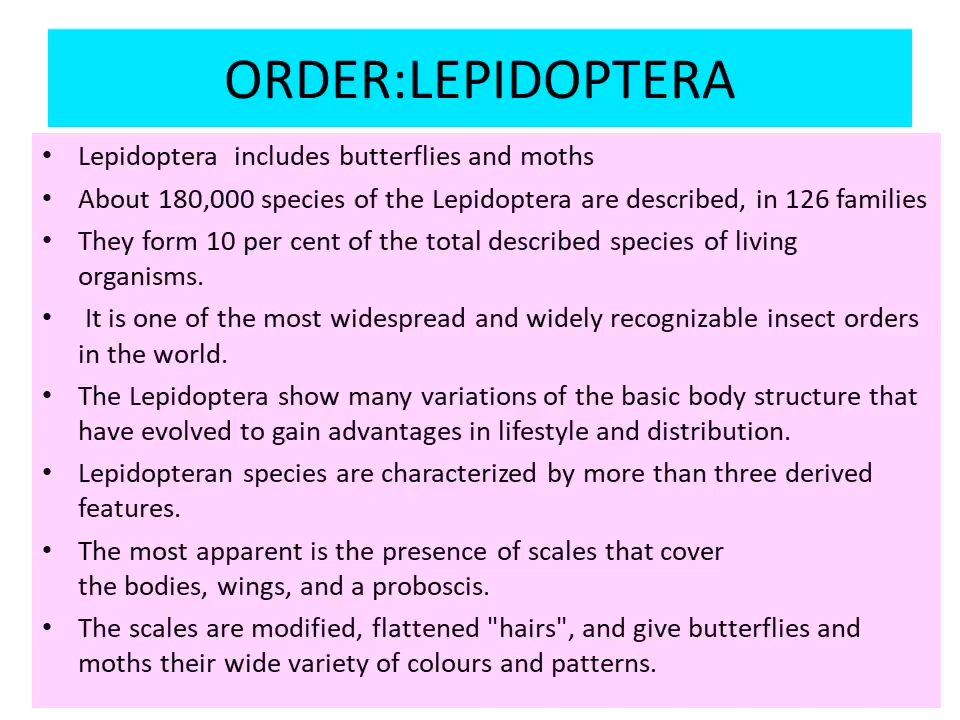 ORDER:LEPIDOPTERA
• Lepidoptera includes butterflies and moths
• About 180,000 species of the Lepidoptera are described, in 126 families
• They form 10 per cent of the total described species of living
organisms.
• It is one of the most widespread and widely recognizable insect orders
in the world.
• The Lepidoptera show many variations of the basic body structure that
have evolved to gain advantages in lifestyle and distribution.
• Lepidopteran species are characterized by more than three derived
features.
• The most apparent is the presence of scales that cover
the bodies, wings, and a proboscis.
• The scales are modified, flattened "hairs", and give butterflies and
moths their wide variety of colours and patterns.